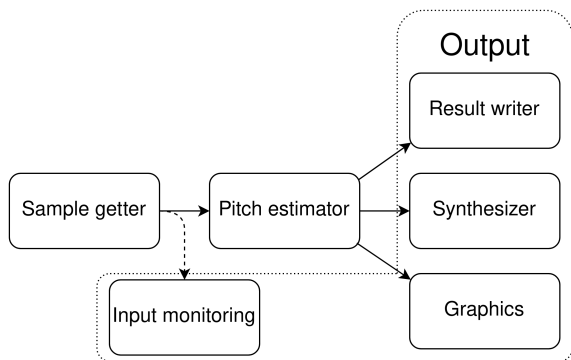 Output
Result writer
Sample getter
Pitch estimator
Synthesizer
Input monitoring
Graphics